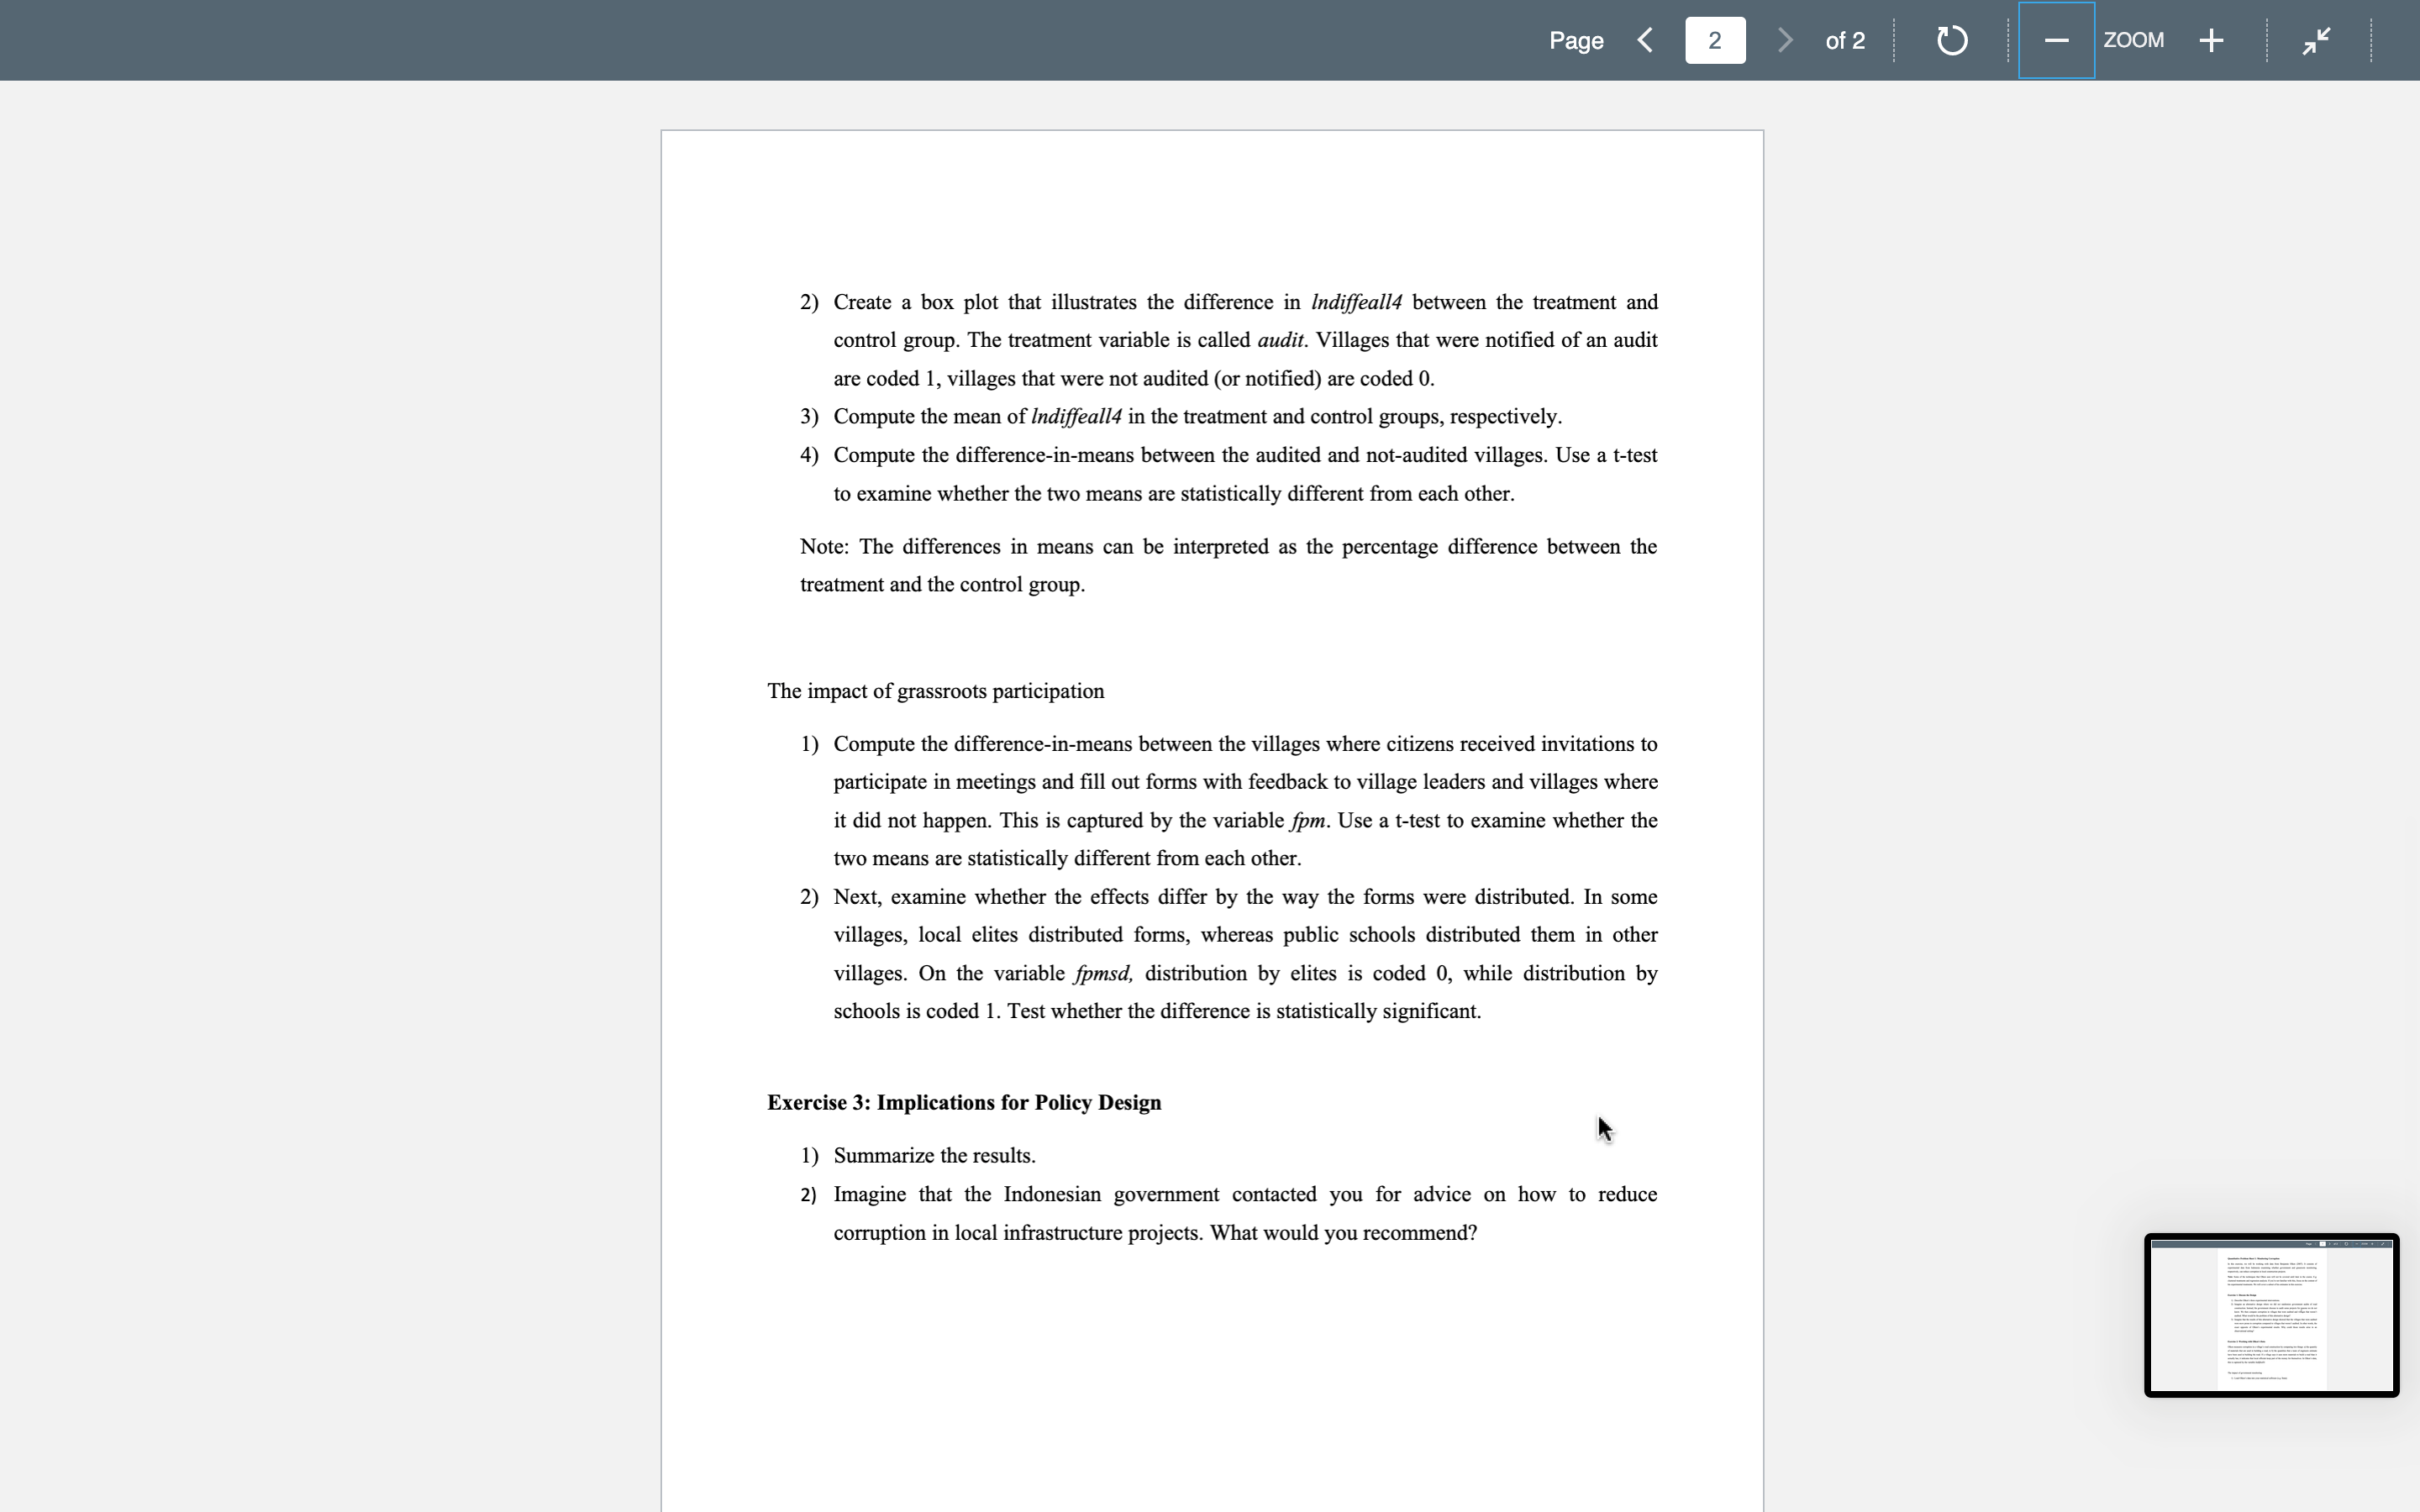 Page 2 of 2 ZOOM
2) Create a box plot that illustrates the difference in lndiffeall4 between the treatment and
control group. The treatment variable is called audit. Villages that were notified of an audit
are coded 1, villages that were not audited (or notified) are coded 0.
3) Compute the mean of lndiffeall4 in the treatment and control groups, respectively.
4) Compute the difference-in-means between the audited and not-audited villages. Use a t-test
to examine whether the two means are statistically different from each other.
Note: The differences in means can be interpreted as the percentage difference between the
treatment and the control group.
The impact of grassroots participation
1) Compute the difference-in-means between the villages where citizens received invitations to
participate in meetings and fill out forms with feedback to village leaders and villages where
it did not happen. This is captured by the variable fpm. Use a t-test to examine whether the
two means are statistically different from each other.
2) Next, examine whether the effects differ by the way the forms were distributed. In some
villages, local elites distributed forms, whereas public schools distributed them in other
villages. On the variable fpmsd, distribution by elites is coded 0, while distribution by
schools is coded 1. Test whether the difference is statistically significant.
Exercise 3: Implications for Policy Design
1) Summarize the results.
2) Imagine that the Indonesian government contacted you for advice on how to reduce
corruption in local infrastructure projects. What would you recommend?